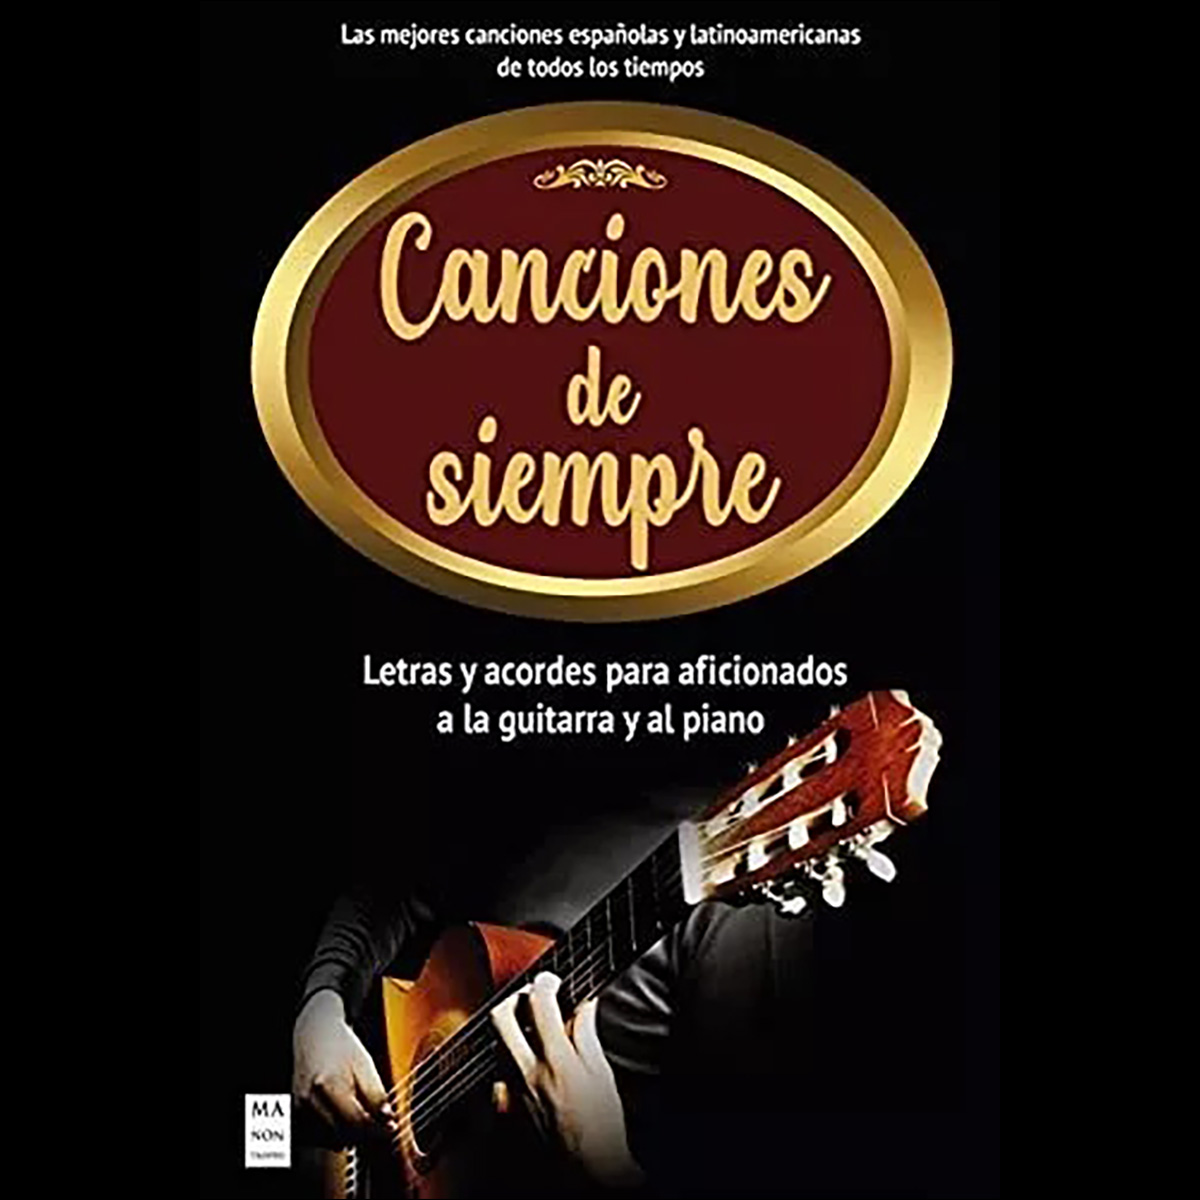 Las mejores canciones españolas y latinoamericanas
de todos los tiempos
Canciones
de
siempre
Letras y acordes para aficionados
a la guitarra y al piano
MA
NON